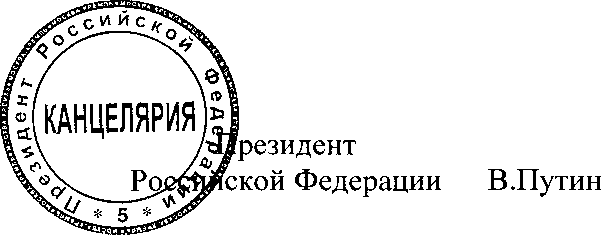 Президент Российской Федерации
* 5 *
КАНЦЕЛЯРИЯ
Президент
Российской Федерации В.Путин